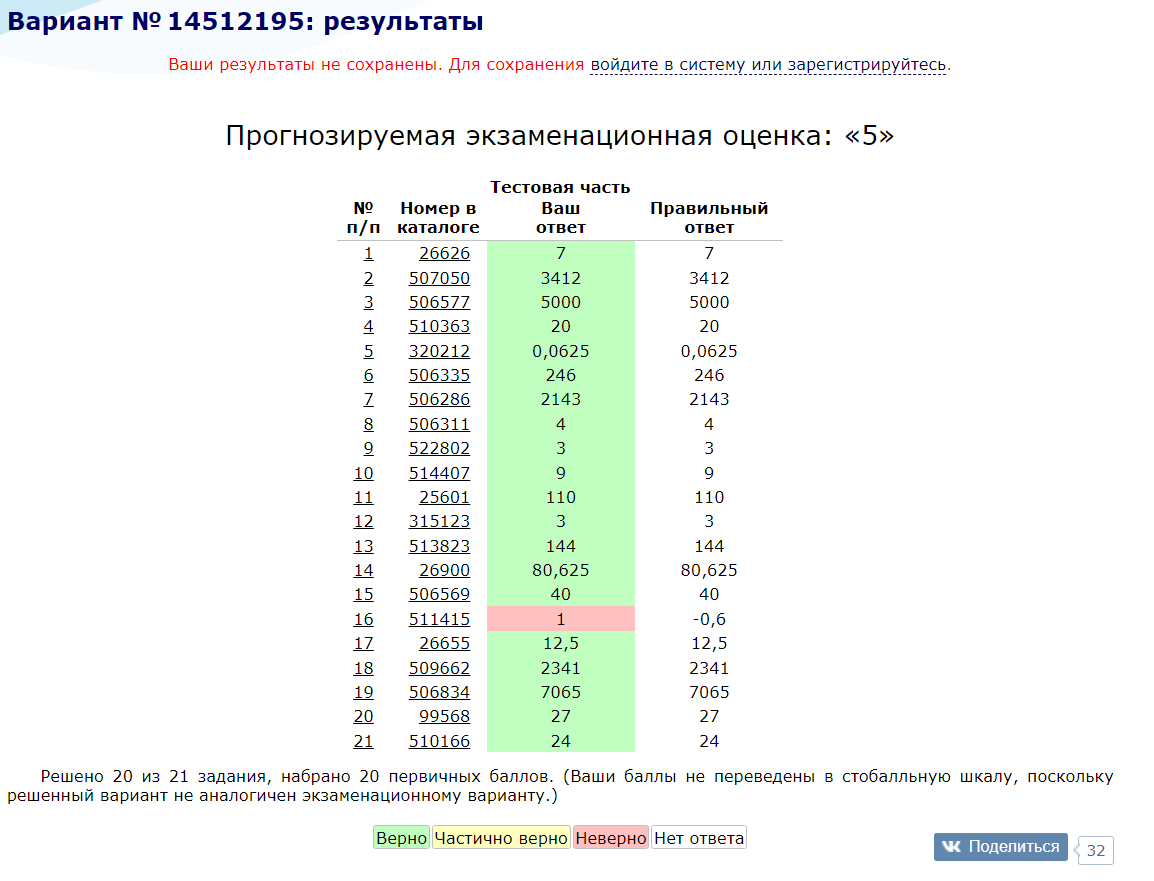 Вариант № 14512195: результаты
Ваши результаты не сохранены. Для сохранения войдите в систему или зарегистрируйтесь.
Прогнозируемая экзаменационная оценка: «5»
Тестовая часть
№ п/п Номер в каталоге Ваш ответ Правильный ответ
1 26626 7 7
2 507050 3412 3412
3 506577 5000 5000
4 510363 20 20
5 320212 0,0625 0,0625
6 506335 246 246
7 506286 2143 2143
8 506311 4 4
9 522802 3 3
10 514407 9 9
11 25601 110 110
12 315123 3 3
13 513823 144 144
14 26900 80,625 80,625
15 506569 40 40
16 511415 1 -0,6
17 26655 12,5 12,5
18 509662 2341 2341
19 506834 7065 7065
20 99568 27 27
21 510166 24 24
Решено 20 из 21 задания, набрано 20 первичных баллов. (Ваши баллы не переведены в стобалльную шкалу, поскольку
решенный вариант не аналогичен экзаменационному варианту.)
Верно Частично верно Неверно Нет ответа
Поделиться 32